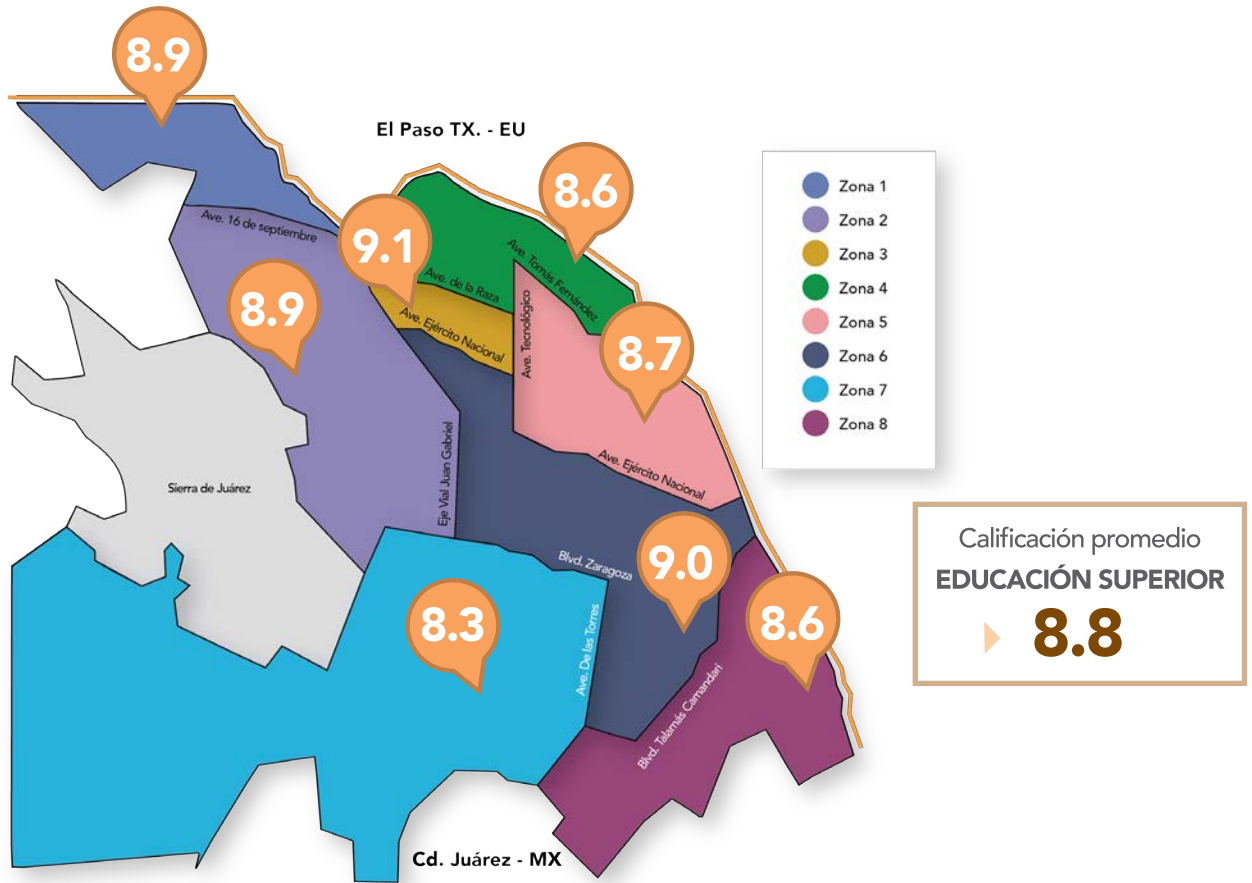 8.9
El Paso TX. - EU
8.6
9.1
8.9
8.7
Ave. 16 de septiembre
Ave. Tomás Fernández
Ave. de la Raza
Ave. Ejército Nacional
Ave. Tecnológico
Zona 1
Zona 2
Zona 3
Zona 4
Zona 5
Zona 6
Zona 7
Zona 8
Sierra de Juárez
Eje Vial Juan Gabriel
Ave. Ejército Nacional
Blvd. Zaragoza
9.0
8.3
8.6
Ave. De las Torres
Blvd. Talamás Camandari
Cd. Juárez - MX
Calificación promedio
EDUCACIÓN SUPERIOR
8.8